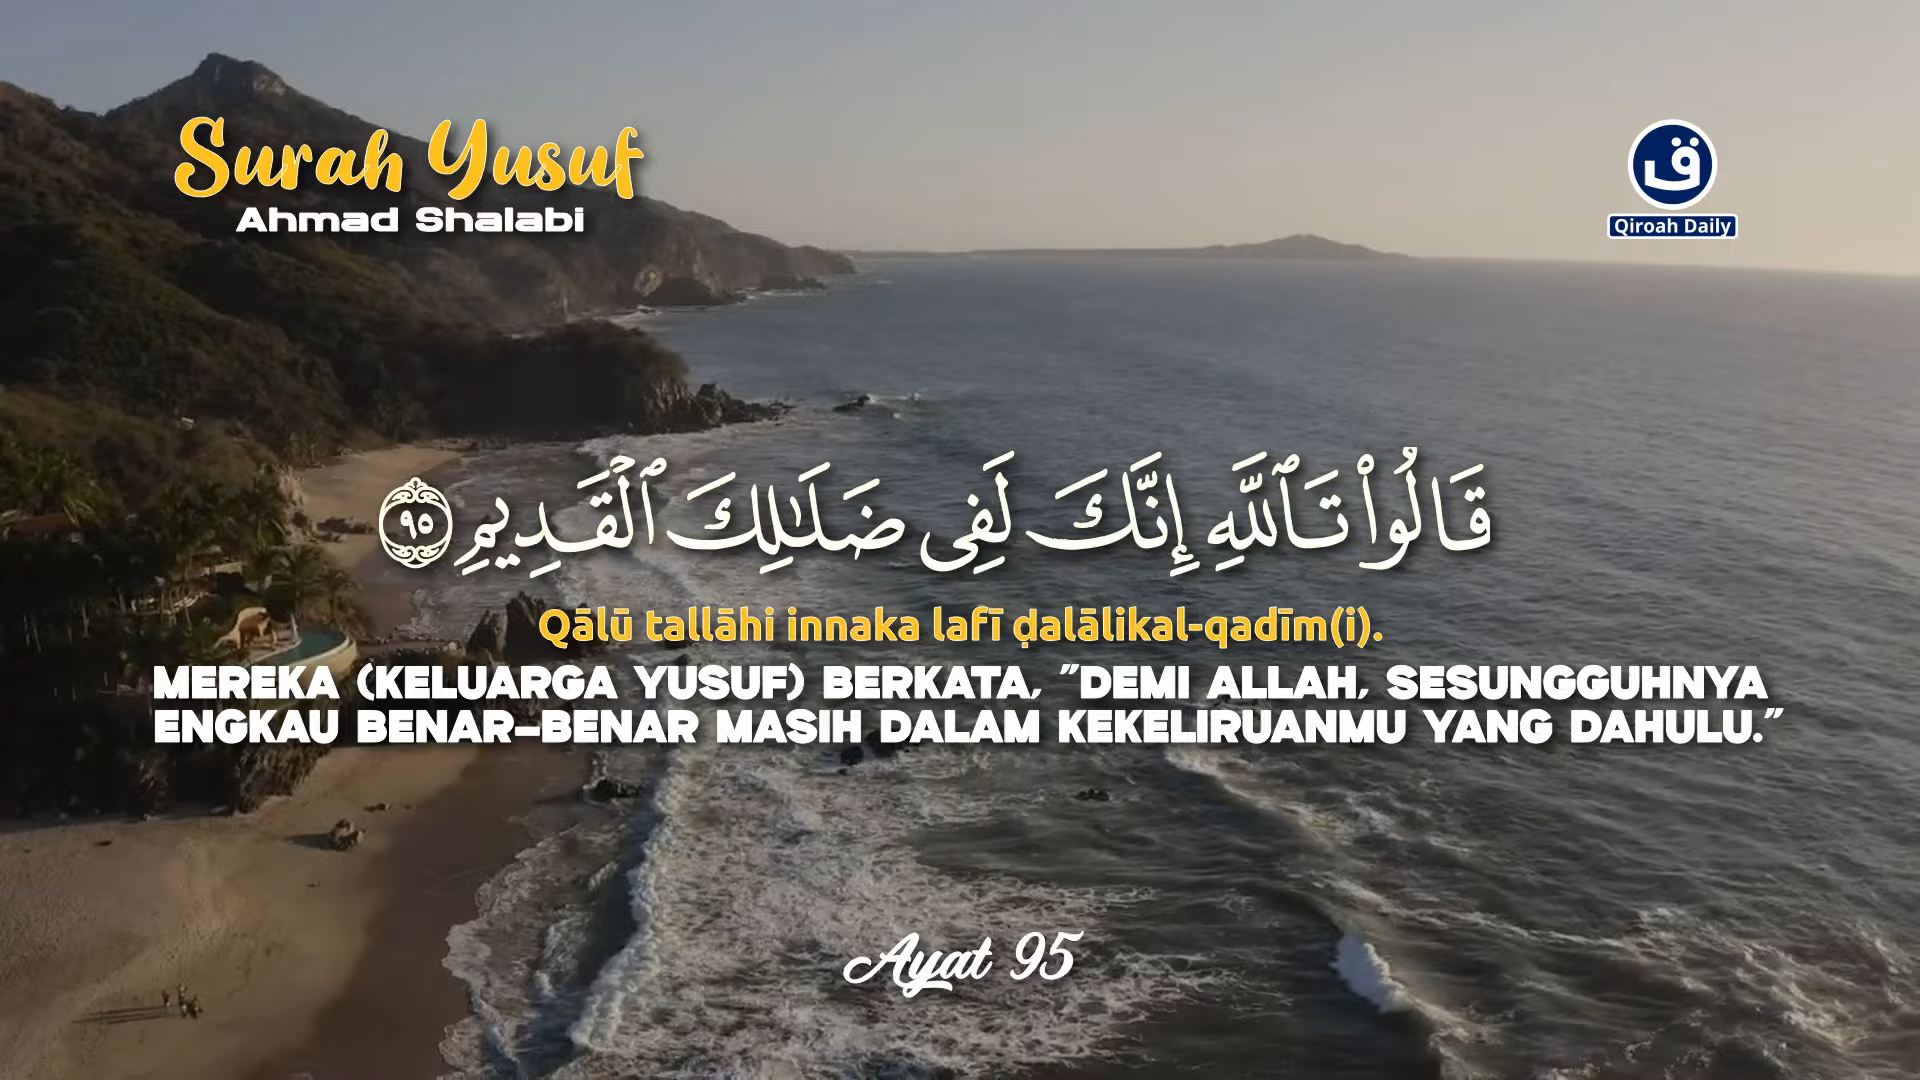 Surah Yusuf
Ahmad Shalabi
ق
Qiroah Daily
قَالُوا۟ تَٱللَّهِ إِنَّكَ لَفِى ضَلَـٰلِكَ ٱلْقَدِيمِ ٩٥
Qālū tallāhi innaka lafī ḍalālikal-qadīm(i).
MEREKA (KELUARGA YUSUF) BERKATA, "DEMI ALLAH, SESUNGGUHNYA
ENGKAU BENAR-BENAR MASIH DALAM KEKELIRUANMU YANG DAHULU."
Ayat 95